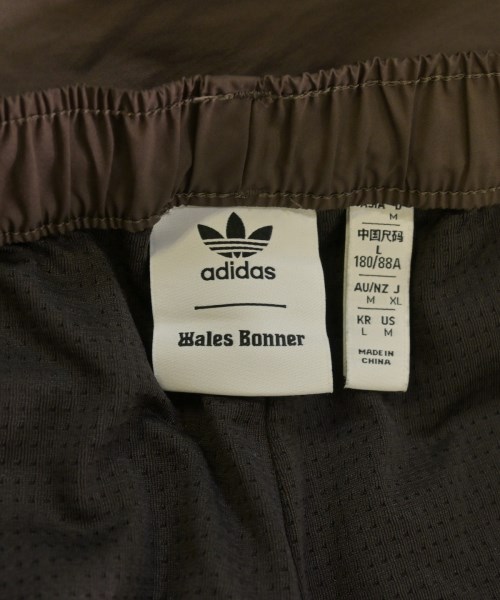 adidas
Wales Bonner
M
中国尺码
L
180/88A
AU/NZ J
M XL
KR US
L M
MADE IN
CHINA